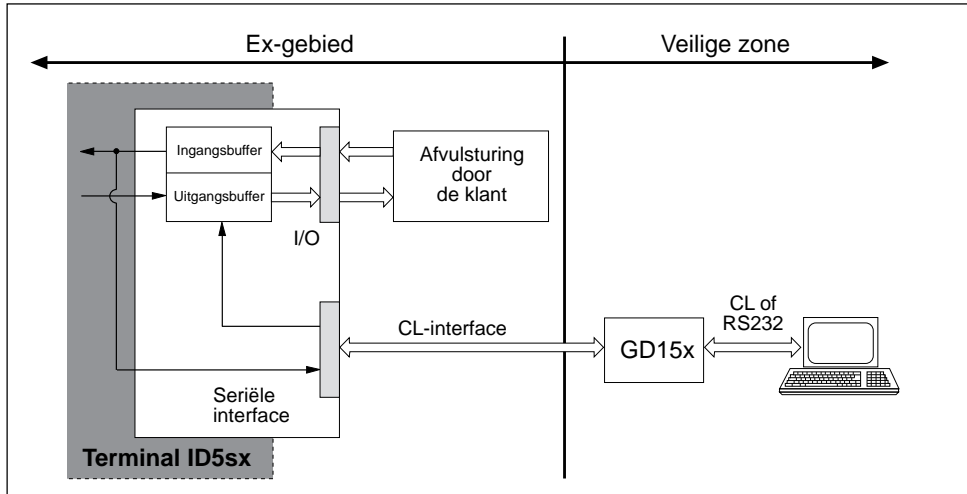 Ex-gebied
Veilige zone
Ingangsbuffer
Uitgangsbuffer
Afvulsturing
door
de klant
I/O
CL-interface
CL of
RS232
GD15x
Seriële
interface
Terminal ID5sx